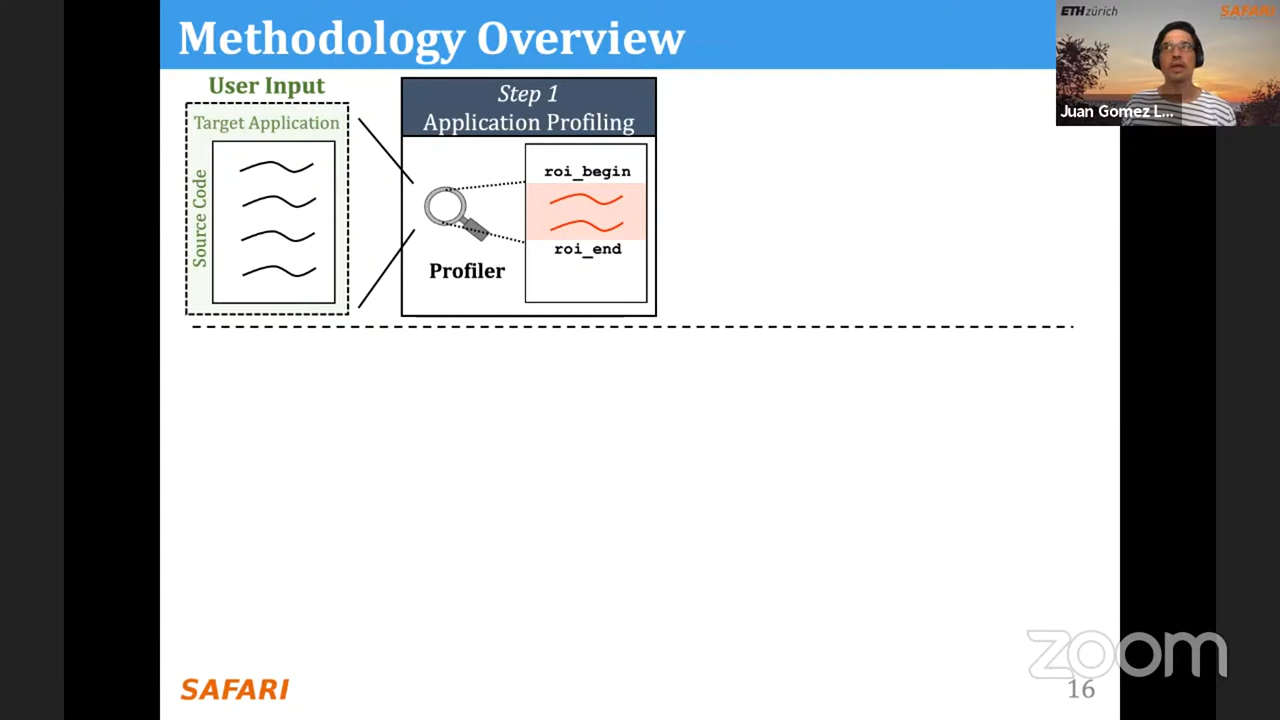 Methodology Overview
ETH zürich
SAFARI
Juan Gomez L...
User Input
Target Application
Source Code
Step 1
Application Profiling
Profiler
roi_begin
roi_end
SAFARI
zoom
16